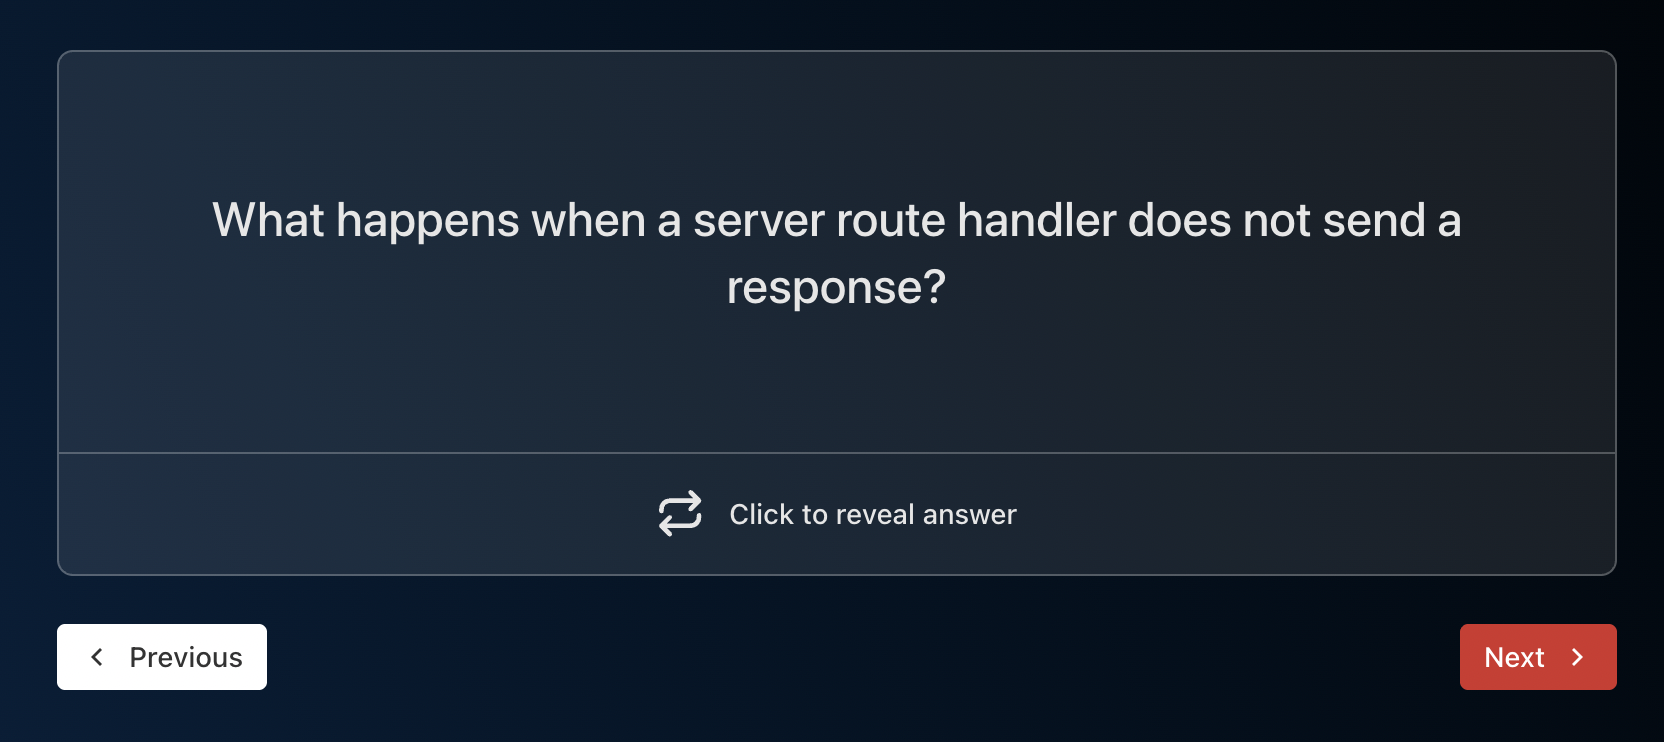 What happens when a server route handler does not send a
response?
Click to reveal answer
Previous
Next